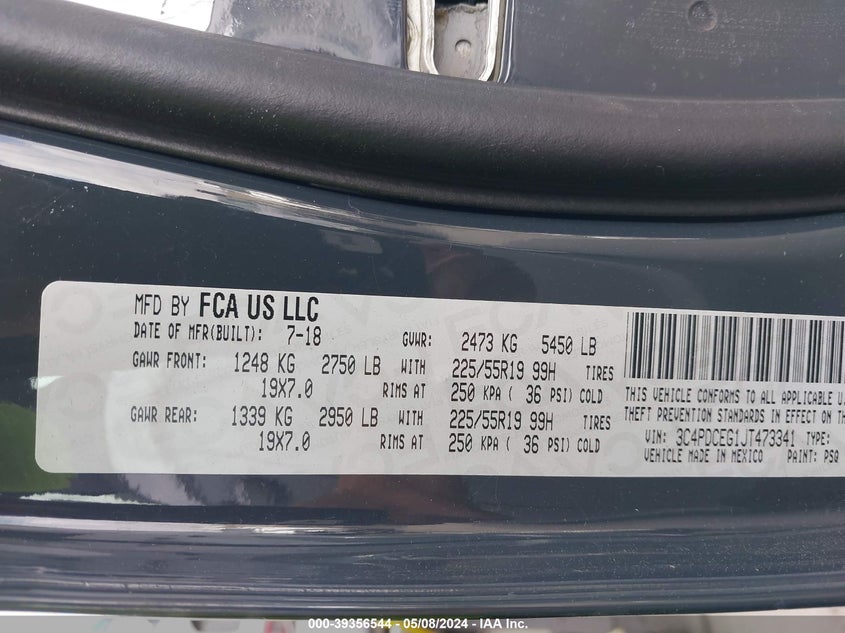 MFD BY FCA US LLC
DATE OF MFR(BUILT): 7-18 GVWR: 2473 KG 5450 LB
GAWR FRONT: 1248 KG 2750 LB WITH 225/55R19 99H TIRES
19X7.0 RIMS AT 250 KPA ( 36 PSI) COLD
GAWR REAR: 1339 KG 2950 LB WITH 225/55R19 99H TIRES
19X7.0 RIMS AT 250 KPA ( 36 PSI) COLD
THIS VEHICLE CONFORMS TO ALL APPLICABLE U.
THEFT PREVENTION STANDARDS IN EFFECT ON THE
VIN: 3C4PDCEG1JT473341 TYPE:
VEHICLE MADE IN MEXICO PAINT: PSQ
000-39356544 - 05/08/2024 - IAA Inc.